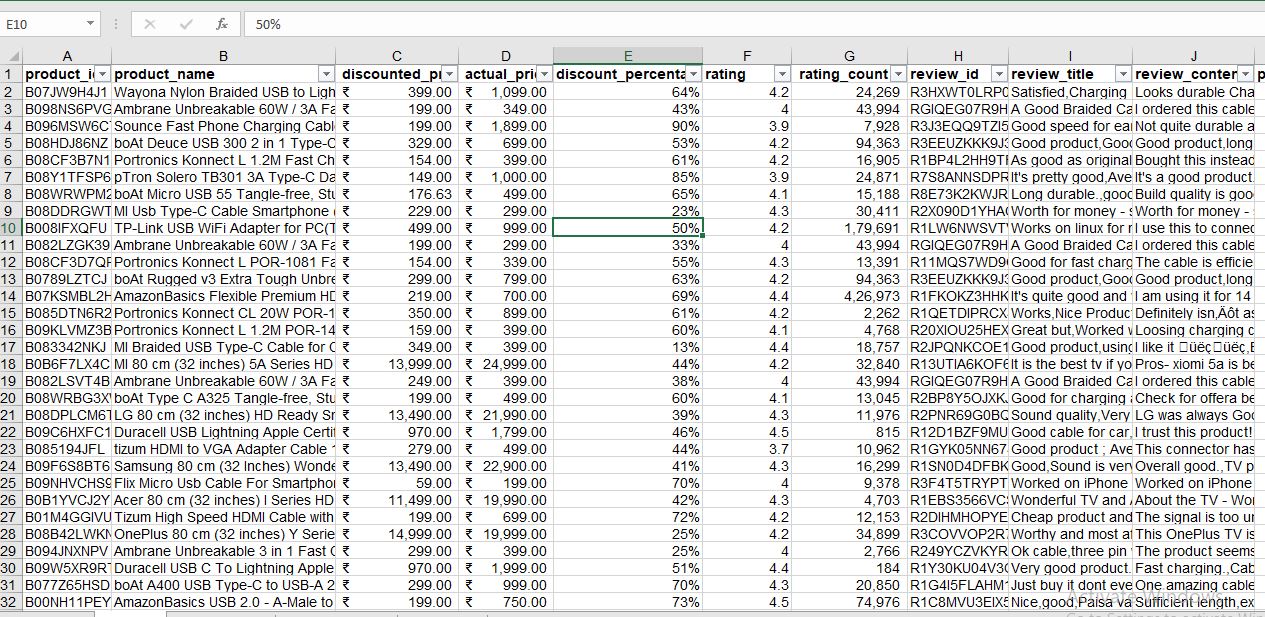 E10 fx 50%
A B C D E F G H I J
1 product_i product_name discounted_pr actual_pri discount_percenta rating rating_count review_id review_title review_conten p
2 B07JW9H4J1 Wayona Nylon Braided USB to Ligh ₹ 399.00 ₹ 1,099.00 64% 4.2 24,269 R3HXWT0LRP0 Satisfied,Charging Looks durable Cha
3 B098NS6PVG Ambrane Unbreakable 60W / 3A Fa ₹ 199.00 ₹ 349.00 43% 4 43,994 RGIQEG07R9H A Good Braided Ca I ordered this cable
4 B096MSW6C Sounce Fast Phone Charging Cabl ₹ 199.00 ₹ 1,899.00 90% 3.9 7,928 R3J3EQQ9TZI5 Good speed for ear Not quite durable a
5 B08HDJ86NZ boAt Deuce USB 300 2 in 1 Type-C ₹ 329.00 ₹ 699.00 53% 4.2 94,363 R3EEUZKKK9J3 Good product,Good Good product,long
6 B08CF3B7N1 Portronics Konnect L 1.2M Fast Ch ₹ 154.00 ₹ 399.00 61% 4.2 16,905 R1BP4L2HH9TF As good as original Bought this instead
7 B08Y1TFSP6 pTron Solero TB301 3A Type-C Da ₹ 149.00 ₹ 1,000.00 85% 3.9 24,871 R7S8ANNSDPR It's pretty good,Ave It's a good product.
8 B08WRWPM2 boAt Micro USB 55 Tangle-free, Stu ₹ 176.63 ₹ 499.00 65% 4.1 15,188 R8E73K2KWJR Long durable.,good Build quality is goo
9 B08DDRGWT MI Usb Type-C Cable Smartphone ( ₹ 229.00 ₹ 299.00 23% 4.3 30,411 R2X090D1YHA Worth for money - s Worth for money -
10 B008IFXQFU TP-Link USB WiFi Adapter for PC(T ₹ 499.00 ₹ 999.00 50% 4.2 1,79,691 R1LW6NWSVT Works on linux for r I use this to connec
11 B082LZGK39 Ambrane Unbreakable 60W / 3A Fa ₹ 199.00 ₹ 299.00 33% 4 43,994 RGIQEG07R9H A Good Braided Ca I ordered this cable
12 B08CF3D7QR Portronics Konnect L POR-1081 Fa ₹ 154.00 ₹ 339.00 55% 4.3 13,391 R11MQS7WD9 Good for fast charg The cable is efficie
13 B0789LZTCJ boAt Rugged v3 Extra Tough Unbre ₹ 299.00 ₹ 799.00 63% 4.2 94,363 R3EEUZKKK9J3 Good product,Good Good product,long
14 B07KSMBL2H AmazonBasics Flexible Premium HD ₹ 219.00 ₹ 700.00 69% 4.4 4,26,973 R1FKOKZ3HHK It's quite good and I am using it for 14
15 B085DTN6R2 Portronics Konnect CL 20W POR-1 ₹ 350.00 ₹ 899.00 61% 4.2 2,262 R1QETDIPRCX Works,Nice Produc Definitely isn‚Äôt as
16 B09KLVMZ3B Portronics Konnect L 1.2M POR-14 ₹ 159.00 ₹ 399.00 60% 4.1 4,768 R20XIOU25HEX Great but,Worked w Loosing charging c
17 B083342NKJ MI Braided USB Type-C Cable for C ₹ 349.00 ₹ 399.00 13% 4.4 18,757 R2JPQNKCOE1 Good product,using I like it üëçüëç,E
18 B0B6F7LX4C MI 80 cm (32 inches) 5A Series HD ₹ 13,999.00 ₹ 24,999.00 44% 4.2 32,840 R13UTIA6KOF6 It is the best tv if yo Pros- xiomi 5a is be
19 B082LSVT4B Ambrane Unbreakable 60W / 3A Fa ₹ 249.00 ₹ 399.00 38% 4 43,994 RGIQEG07R9H A Good Braided Ca I ordered this cable
20 B08WRBG3X boAt Type C A325 Tangle-free, Stu ₹ 199.00 ₹ 499.00 60% 4.1 13,045 R2BP8Y5OJXK Good for charging a Check for offera be
21 B08DPLCM6T LG 80 cm (32 inches) HD Ready Sm ₹ 13,490.00 ₹ 21,990.00 39% 4.3 11,976 R2PNR69G0BQ Sound quality,Very LG was always Goo
22 B09C6HXFC1 Duracell USB Lightning Apple Certif ₹ 970.00 ₹ 1,799.00 46% 4.5 815 R12D1BZF9MU Good cable for car, I trust this product!
23 B085194JFL tizum HDMI to VGA Adapter Cable 1 ₹ 279.00 ₹ 499.00 44% 3.7 10,962 R1GYK05NN67 Good product ; Ave This connector has
24 B09F6S8BT6 Samsung 80 cm (32 Inches) Wonde ₹ 13,490.00 ₹ 22,900.00 41% 4.3 16,299 R1SN0D4DFBK Good,Sound is very Overall good.,TV p
25 B09NHVCHS9 Flix Micro Usb Cable For Smartphor ₹ 59.00 ₹ 199.00 70% 4 9,378 R3F4T5TRYPT Worked on iPhone Worked on iPhone
26 B0B1YVCJ2Y Acer 80 cm (32 inches) I Series HD ₹ 11,499.00 ₹ 19,990.00 42% 4.3 4,703 R1EBS3566VC Wonderful TV and A About the TV - Wor
27 B01M4GGIVU Tizum High Speed HDMI Cable with ₹ 199.00 ₹ 699.00 72% 4.2 12,153 R2DIHMHOPYE Cheap product and The signal is too ur
28 B08B42LWKN OnePlus 80 cm (32 inches) Y Serie ₹ 14,999.00 ₹ 19,999.00 25% 4.2 34,899 R3COVVOP2R Worthy and most af This OnePlus TV is
29 B094JNXNPV Ambrane Unbreakable 3 in 1 Fast C ₹ 299.00 ₹ 399.00 25% 4 2,766 R249YCZVKYR Ok cable,three pin The product seems
30 B09W5XR9RT Duracell USB C To Lightning Apple ₹ 970.00 ₹ 1,999.00 51% 4.4 184 R1Y30KU04V3 Very good product. Fast charging.,Cab
31 B077Z65HSD boAt A400 USB Type-C to USB-A 2 ₹ 299.00 ₹ 999.00 70% 4.3 20,850 R1G4I5FLAHM Just buy it dont eve One amazing cable
32 B00NH11PEY AmazonBasics USB 2.0 - A-Male to ₹ 199.00 ₹ 750.00 73% 4.5 74,976 R1C8MVU3EIX5 Nice,good,Paisa va Sufficient length,ex
Activate Windows